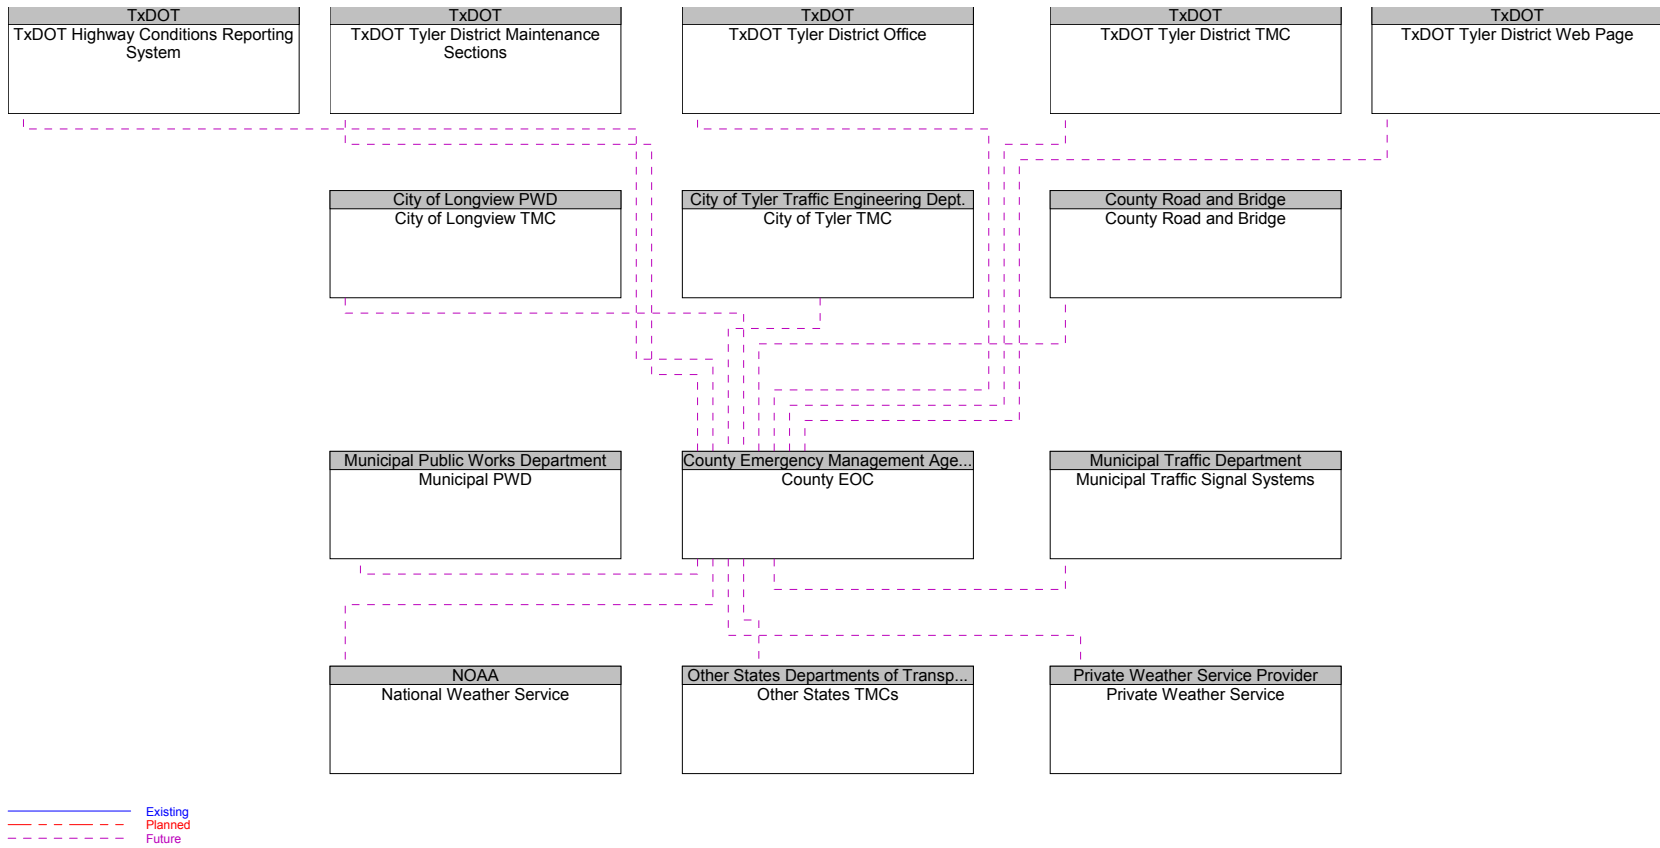 TxDOT
TxDOT Highway Conditions Reporting
System
TxDOT
TxDOT Tyler District Maintenance
Sections
TxDOT
TxDOT Tyler District Office
TxDOT
TxDOT Tyler District TMC
TxDOT
TxDOT Tyler District Web Page
City of Longview PWD
City of Longview TMC
City of Tyler Traffic Engineering Dept.
City of Tyler TMC
County Road and Bridge
County Road and Bridge
Municipal Public Works Department
Municipal PWD
County Emergency Management Age...
County EOC
Municipal Traffic Department
Municipal Traffic Signal Systems
NOAA
National Weather Service
Other States Departments of Transp...
Other States TMCs
Private Weather Service Provider
Private Weather Service
Existing
Planned
Future